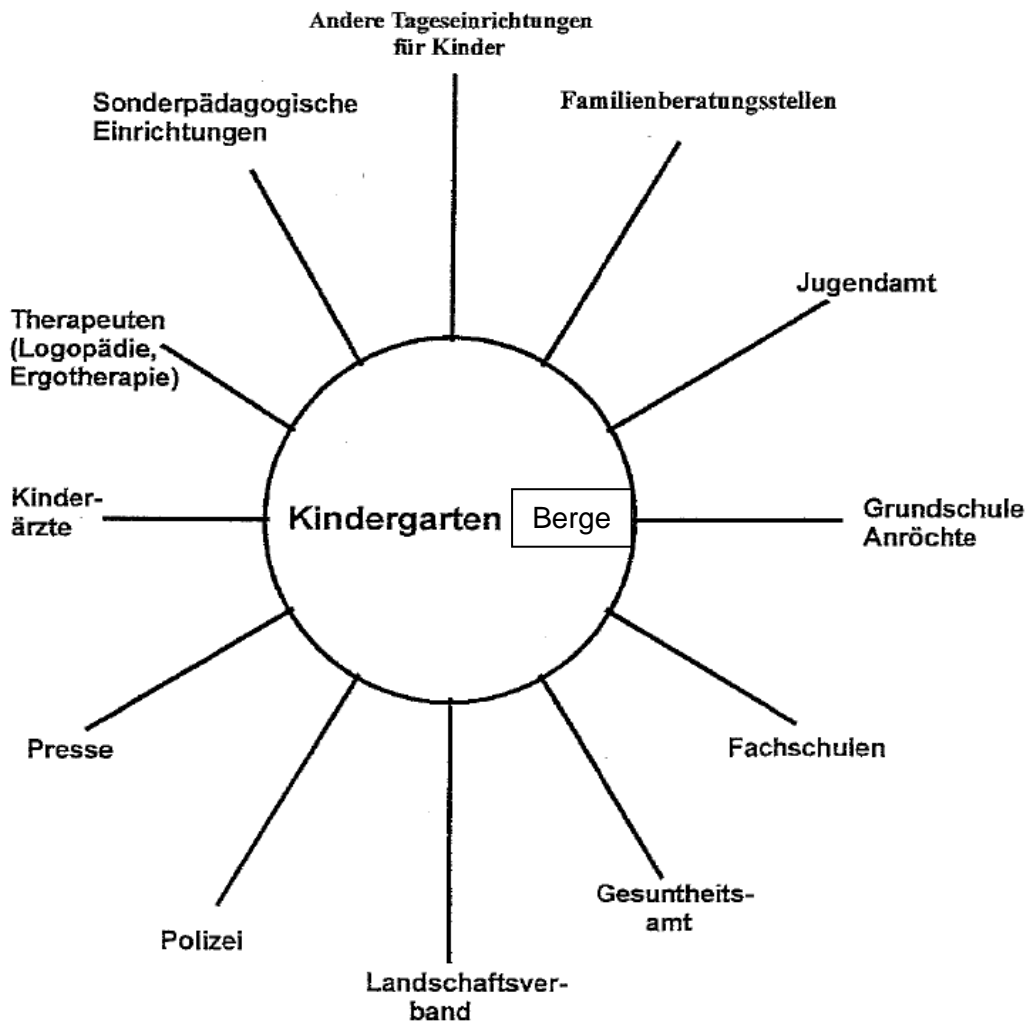 Andere Tageseinrichtungen
für Kinder
Sonderpädagogische
Einrichtungen
Familienberatungsstellen
Jugendamt
Therapeuten
(Logopädie,
Ergotherapie)
Kinder-
ärzte
Kindergarten Berge
Grundschule
Anröchte
Presse
Fachschulen
Polizei
Gesuntheits-
amt
Landschaftsver-
band